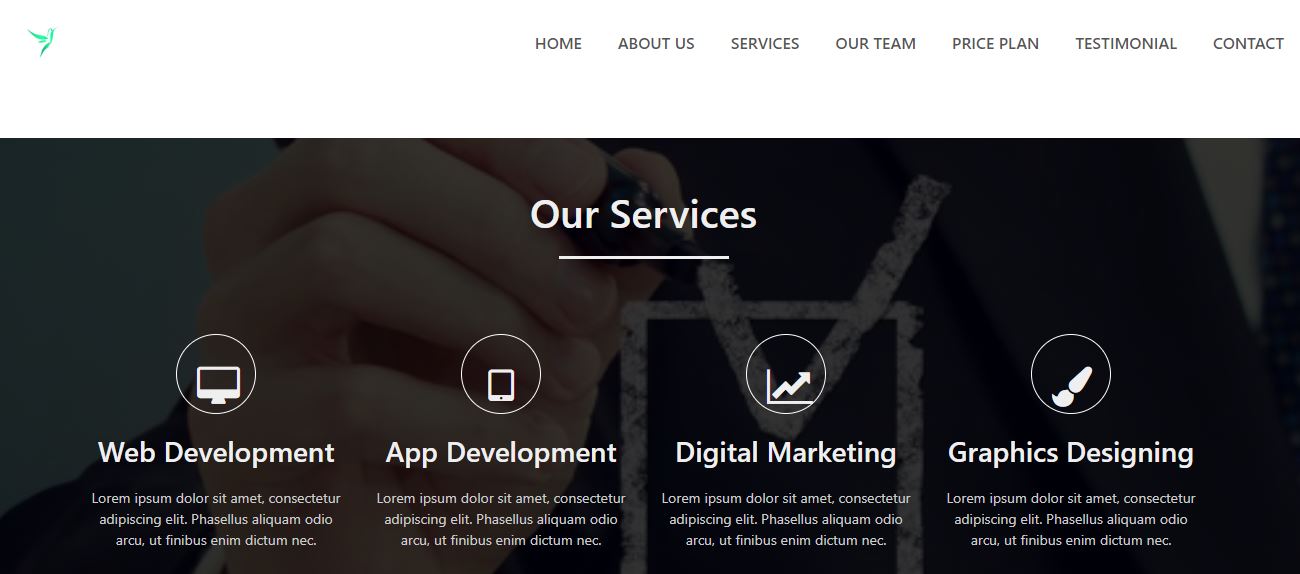 HOME ABOUT US SERVICES OUR TEAM PRICE PLAN TESTIMONIAL CONTACT
Our Services
Web Development
Lorem ipsum dolor sit amet, consectetur
adipiscing elit. Phasellus aliquam odio
arcu, ut finibus enim dictum nec.
App Development
Lorem ipsum dolor sit amet, consectetur
adipiscing elit. Phasellus aliquam odio
arcu, ut finibus enim dictum nec.
Digital Marketing
Lorem ipsum dolor sit amet, consectetur
adipiscing elit. Phasellus aliquam odio
arcu, ut finibus enim dictum nec.
Graphics Designing
Lorem ipsum dolor sit amet, consectetur
adipiscing elit. Phasellus aliquam odio
arcu, ut finibus enim dictum nec.